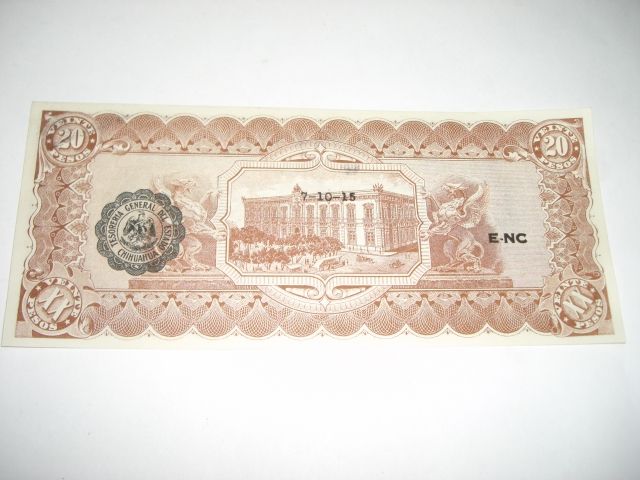 VEINTE
20
PESOS
VEINTE
20
PESOS
7-10-15
TESORERIA GENERAL DEL ESTADO
CHIHUAHUA
E-NC
VEINTE
XX
PESOS
VEINTE
XX
PESOS